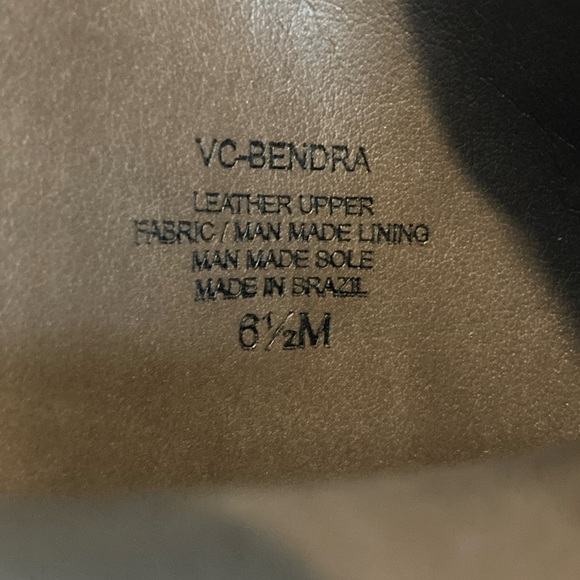 VC-BENDRA
LEATHER UPPER
FABRIC / MAN MADE LINING
MAN MADE SOLE
MADE IN BRAZIL
6½M